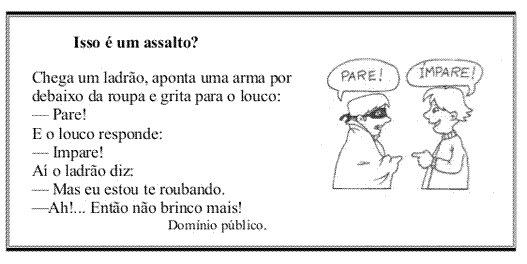 Isso é um assalto?
Chega um ladrão, aponta uma arma por
debaixo da roupa e grita para o louco:
— Pare!
E o louco responde:
— Impare!
Aí o ladrão diz:
— Mas eu estou te roubando.
—Ah!... Então não brinco mais!
Domínio público.
PARE!
ÍMPARE!